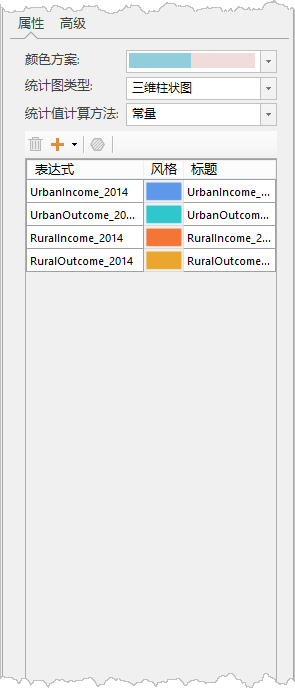 属性 高级
颜色方案:
统计图类型: 三维柱状图
统计值计算方法: 常量
表达式 风格 标题
UrbanIncome_2014 UrbanIncome_...
UrbanOutcome_20... UrbanOutcom...
RuralIncome_2014 RuralIncome_2...
RuralOutcome_2014 RuralOutcome...